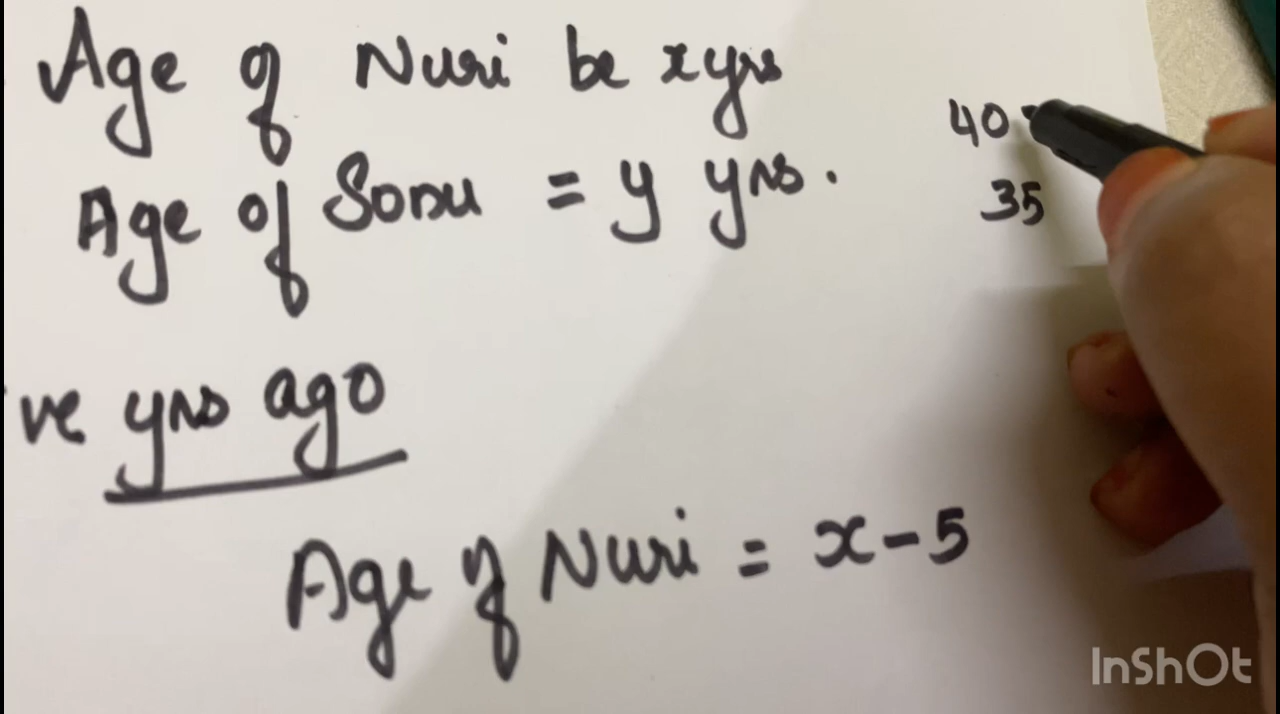 Age of Nuri be x yrs
Age of Sonu = y yrs.
40 -
35
ve yrs ago
Age of Nuri = x - 5
InShOt